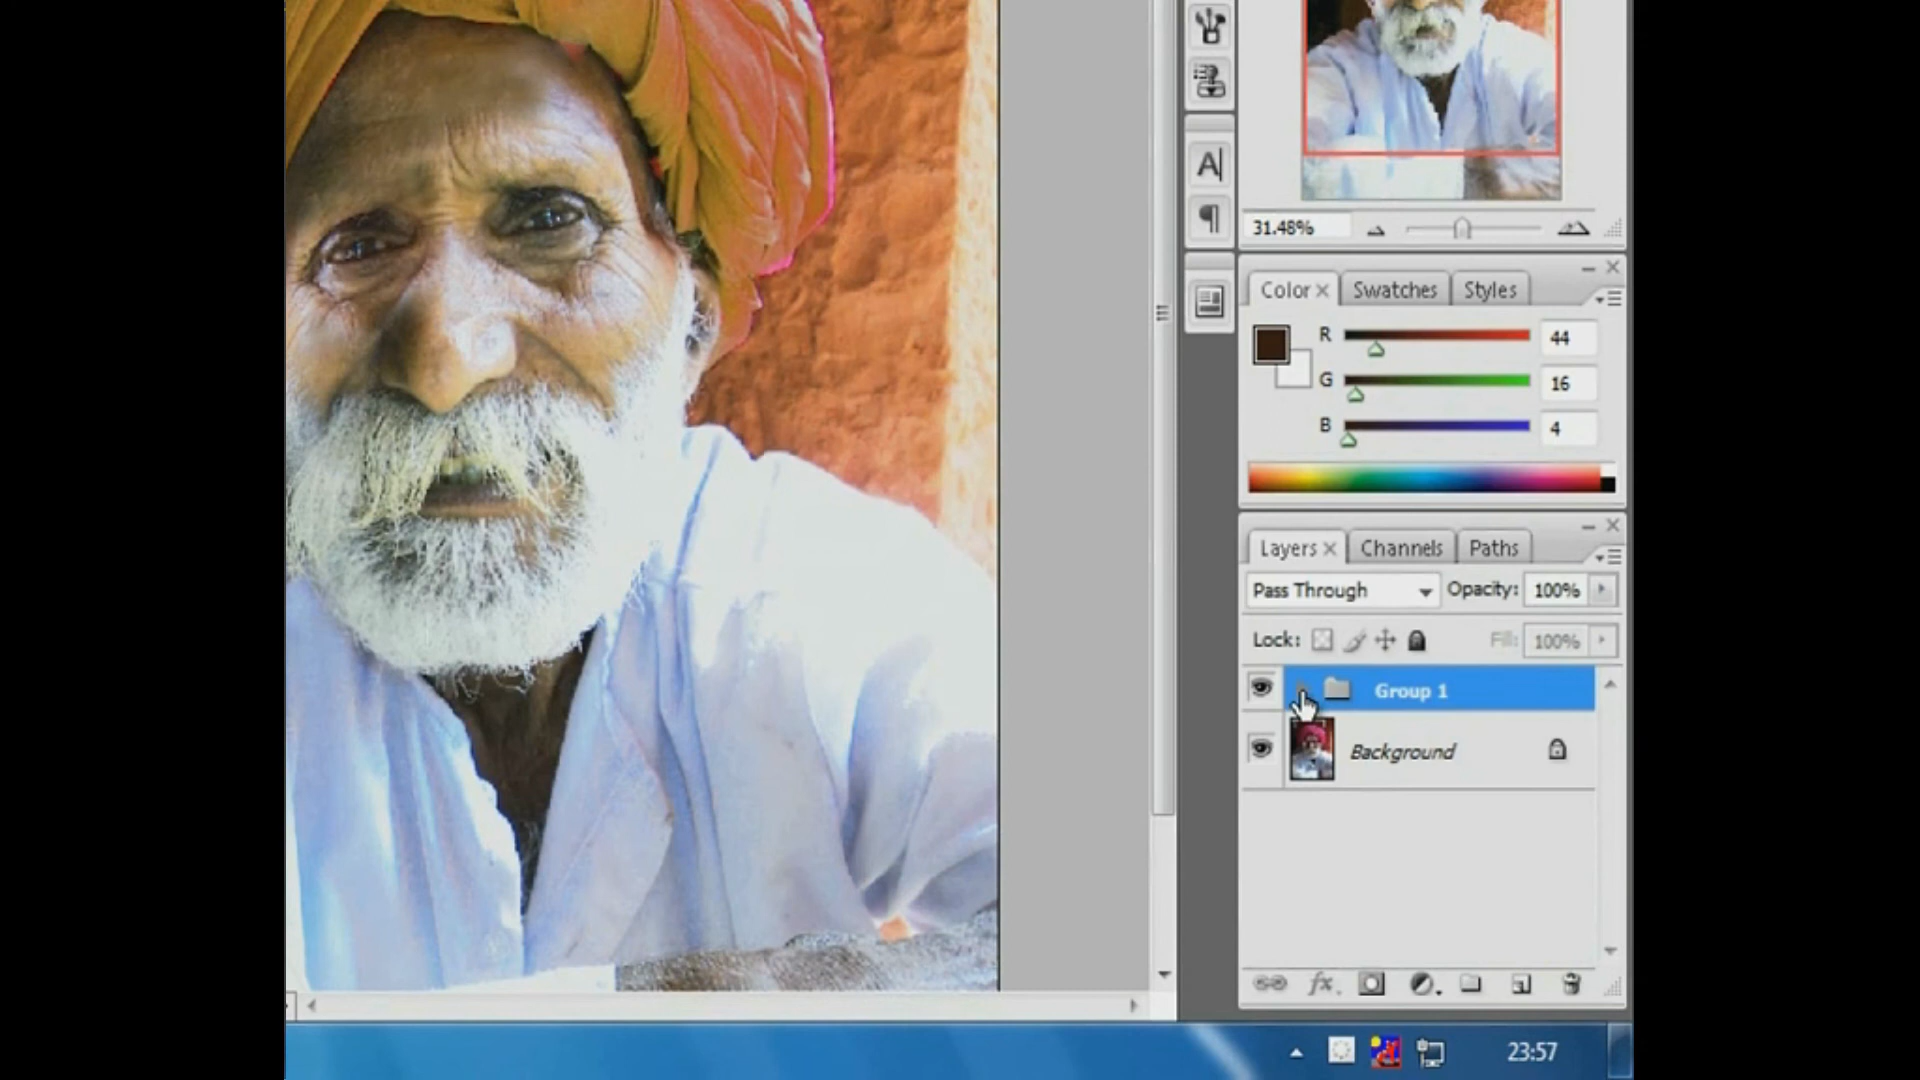 A
¶
31.48%
Color Swatches Styles
R 44
G 16
B 4
Layers Channels Paths
Pass Through Opacity: 100%
Lock: Fill: 100%
Group 1
Background
fx.
23:57